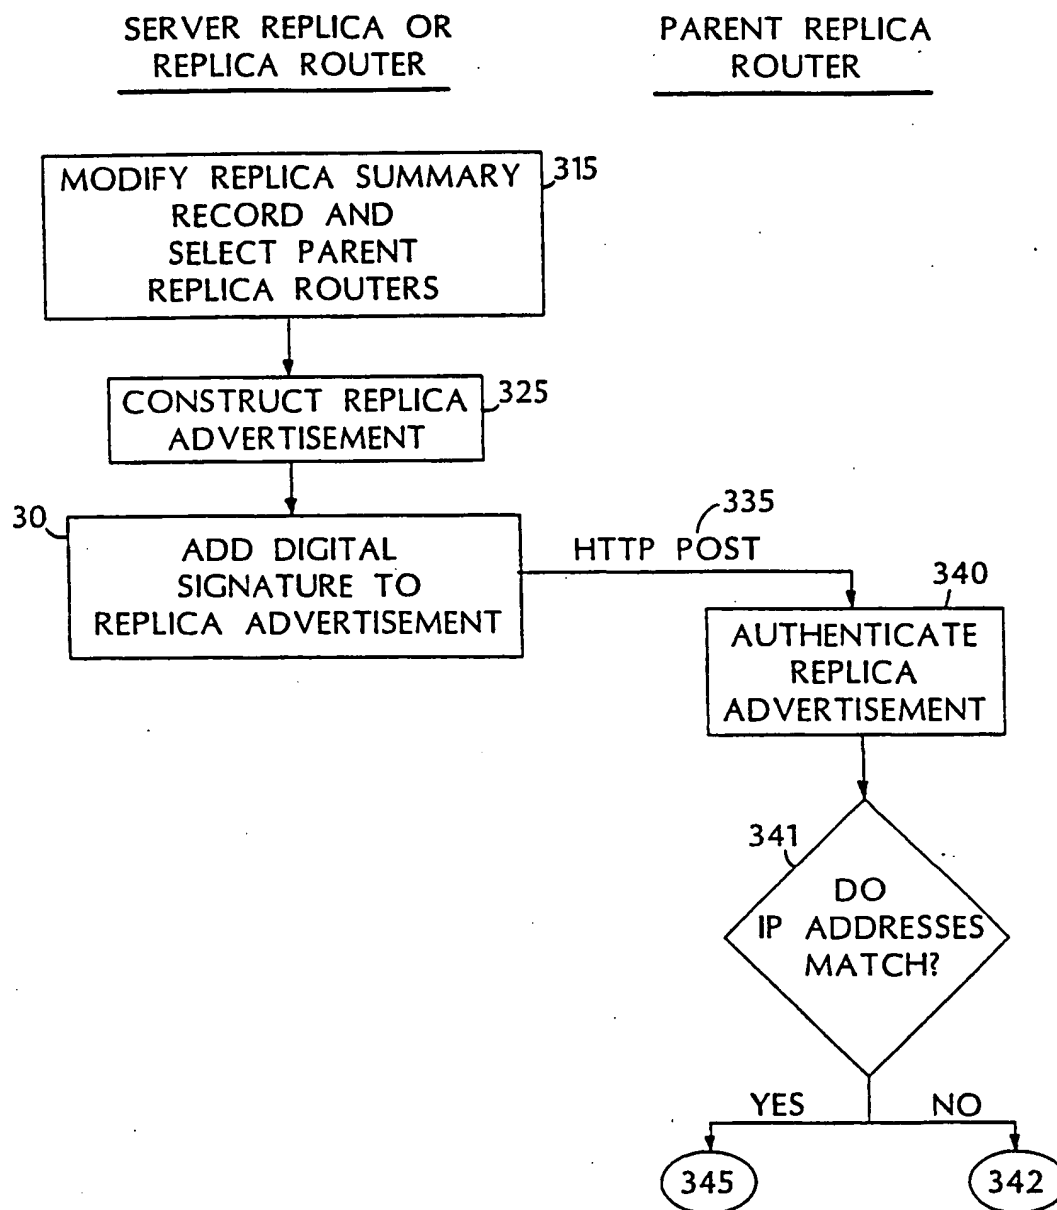 SERVER REPLICA OR
REPLICA ROUTER
PARENT REPLICA
ROUTER
315
MODIFY REPLICA SUMMARY
RECORD AND
SELECT PARENT
REPLICA ROUTERS
325
CONSTRUCT REPLICA
ADVERTISEMENT
30
ADD DIGITAL
SIGNATURE TO
REPLICA ADVERTISEMENT
335
HTTP POST
340
AUTHENTICATE
REPLICA
ADVERTISEMENT
341
DO
IP ADDRESSES
MATCH?
YES
NO
345
342